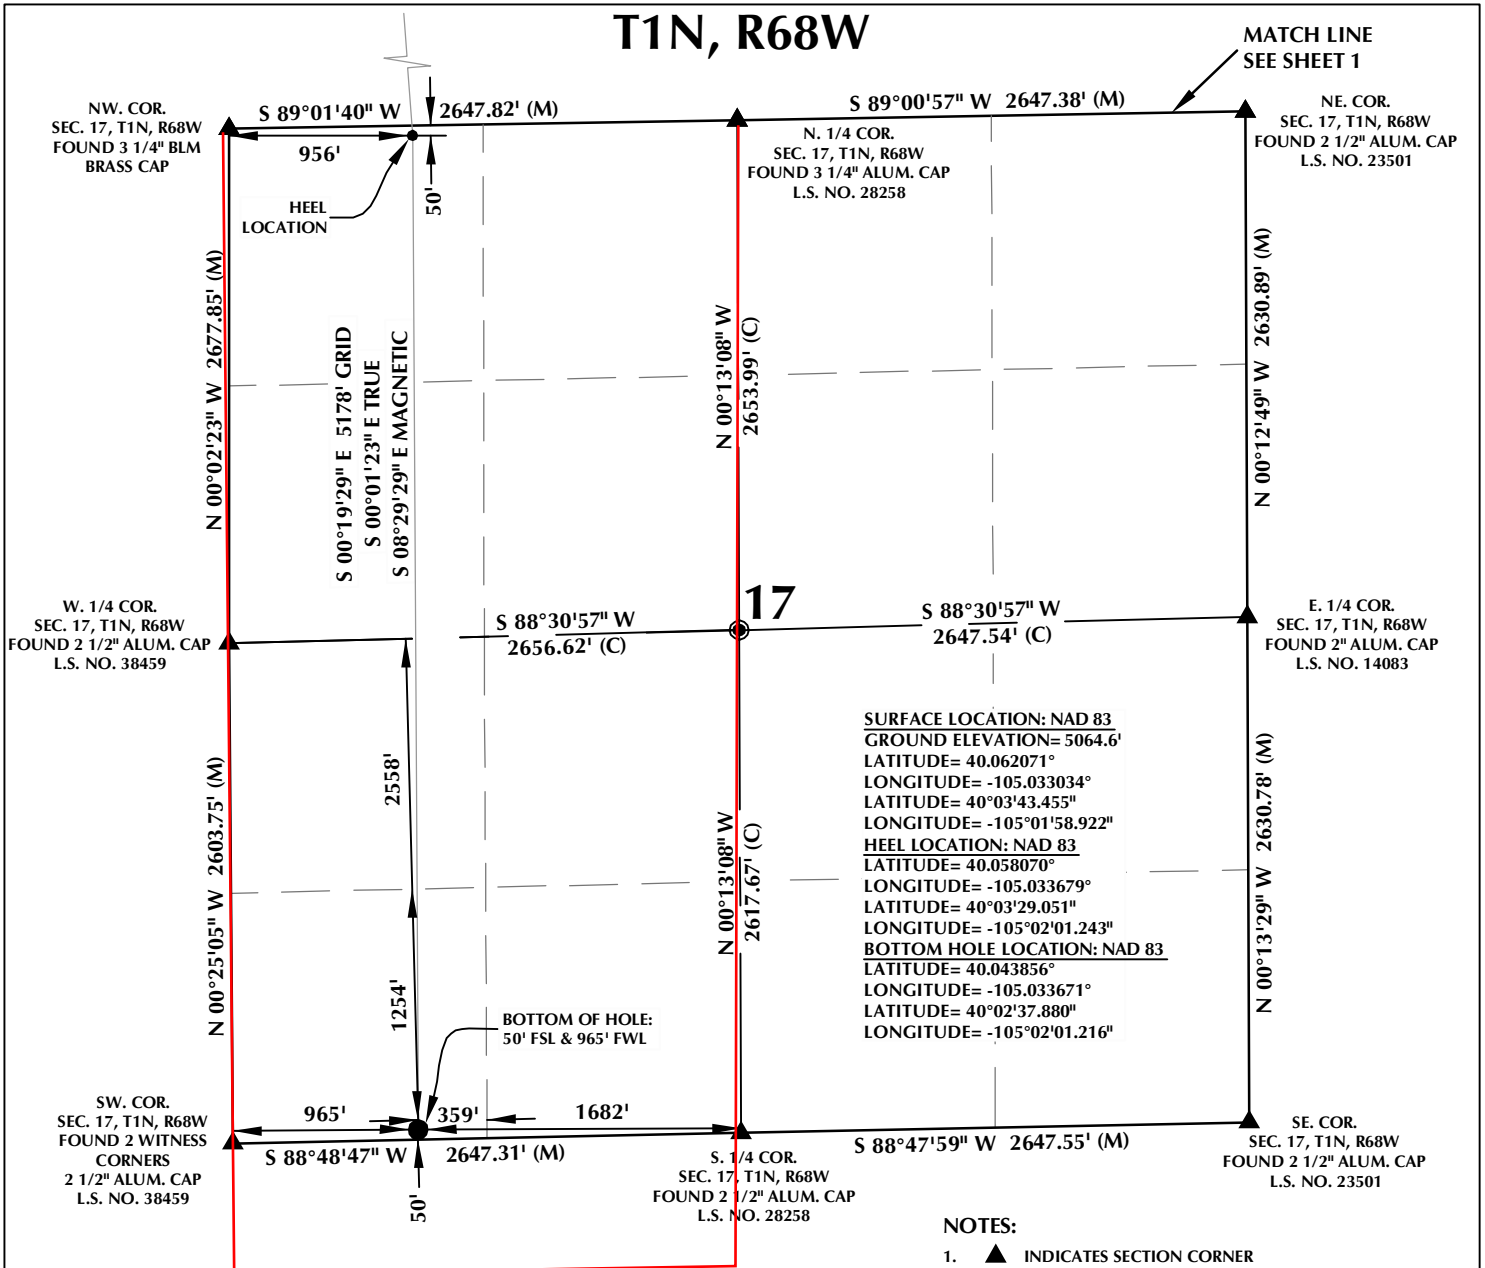 T1N, R68W
MATCH LINE
SEE SHEET 1
NW. COR.
SEC. 17, T1N, R68W
FOUND 3 1/4" BLM
BRASS CAP
S 89°01'40" W 2647.82' (M)
S 89°00'57" W 2647.38' (M)
NE. COR.
SEC. 17, T1N, R68W
FOUND 2 1/2" ALUM. CAP
L.S. NO. 23501
956'
50'
HEEL
LOCATION
N. 1/4 COR.
SEC. 17, T1N, R68W
FOUND 3 1/4" ALUM. CAP
L.S. NO. 28258
N 00°02'23" W 2677.85' (M)
S 00°19'29" E 5178' GRID
S 00°01'23" E TRUE
S 08°29'29" E MAGNETIC
N 00°13'08" W
2653.99' (C)
N 00°12'49" W 2630.89' (M)
W. 1/4 COR.
SEC. 17, T1N, R68W
FOUND 2 1/2" ALUM. CAP
L.S. NO. 38459
S 88°30'57" W
2656.62' (C)
17
S 88°30'57" W
2647.54' (C)
E. 1/4 COR.
SEC. 17, T1N, R68W
FOUND 2" ALUM. CAP
L.S. NO. 14083
N 00°25'05" W 2603.75' (M)
2558'
1254'
N 00°13'08" W
2617.67' (C)
SURFACE LOCATION: NAD 83
GROUND ELEVATION= 5064.6'
LATITUDE= 40.062071°
LONGITUDE= -105.033034°
LATITUDE= 40°03'43.455"
LONGITUDE= -105°01'58.922"
HEEL LOCATION: NAD 83
LATITUDE= 40.058070°
LONGITUDE= -105.033679°
LATITUDE= 40°03'29.051"
LONGITUDE= -105°02'01.243"
BOTTOM HOLE LOCATION: NAD 83
LATITUDE= 40.043856°
LONGITUDE= -105.033671°
LATITUDE= 40°02'37.880"
LONGITUDE= -105°02'01.216"
N 00°13'29" W 2630.78' (M)
BOTTOM OF HOLE:
50' FSL & 965' FWL
SW. COR.
SEC. 17, T1N, R68W
FOUND 2 WITNESS
CORNERS
2 1/2" ALUM. CAP
L.S. NO. 38459
965'
359'
1682'
S 88°48'47" W 2647.31' (M)
50'
S. 1/4 COR.
SEC. 17, T1N, R68W
FOUND 2 1/2" ALUM. CAP
L.S. NO. 28258
S 88°47'59" W 2647.55' (M)
SE. COR.
SEC. 17, T1N, R68W
FOUND 2 1/2" ALUM. CAP
L.S. NO. 23501
NOTES:
1. INDICATES SECTION CORNER